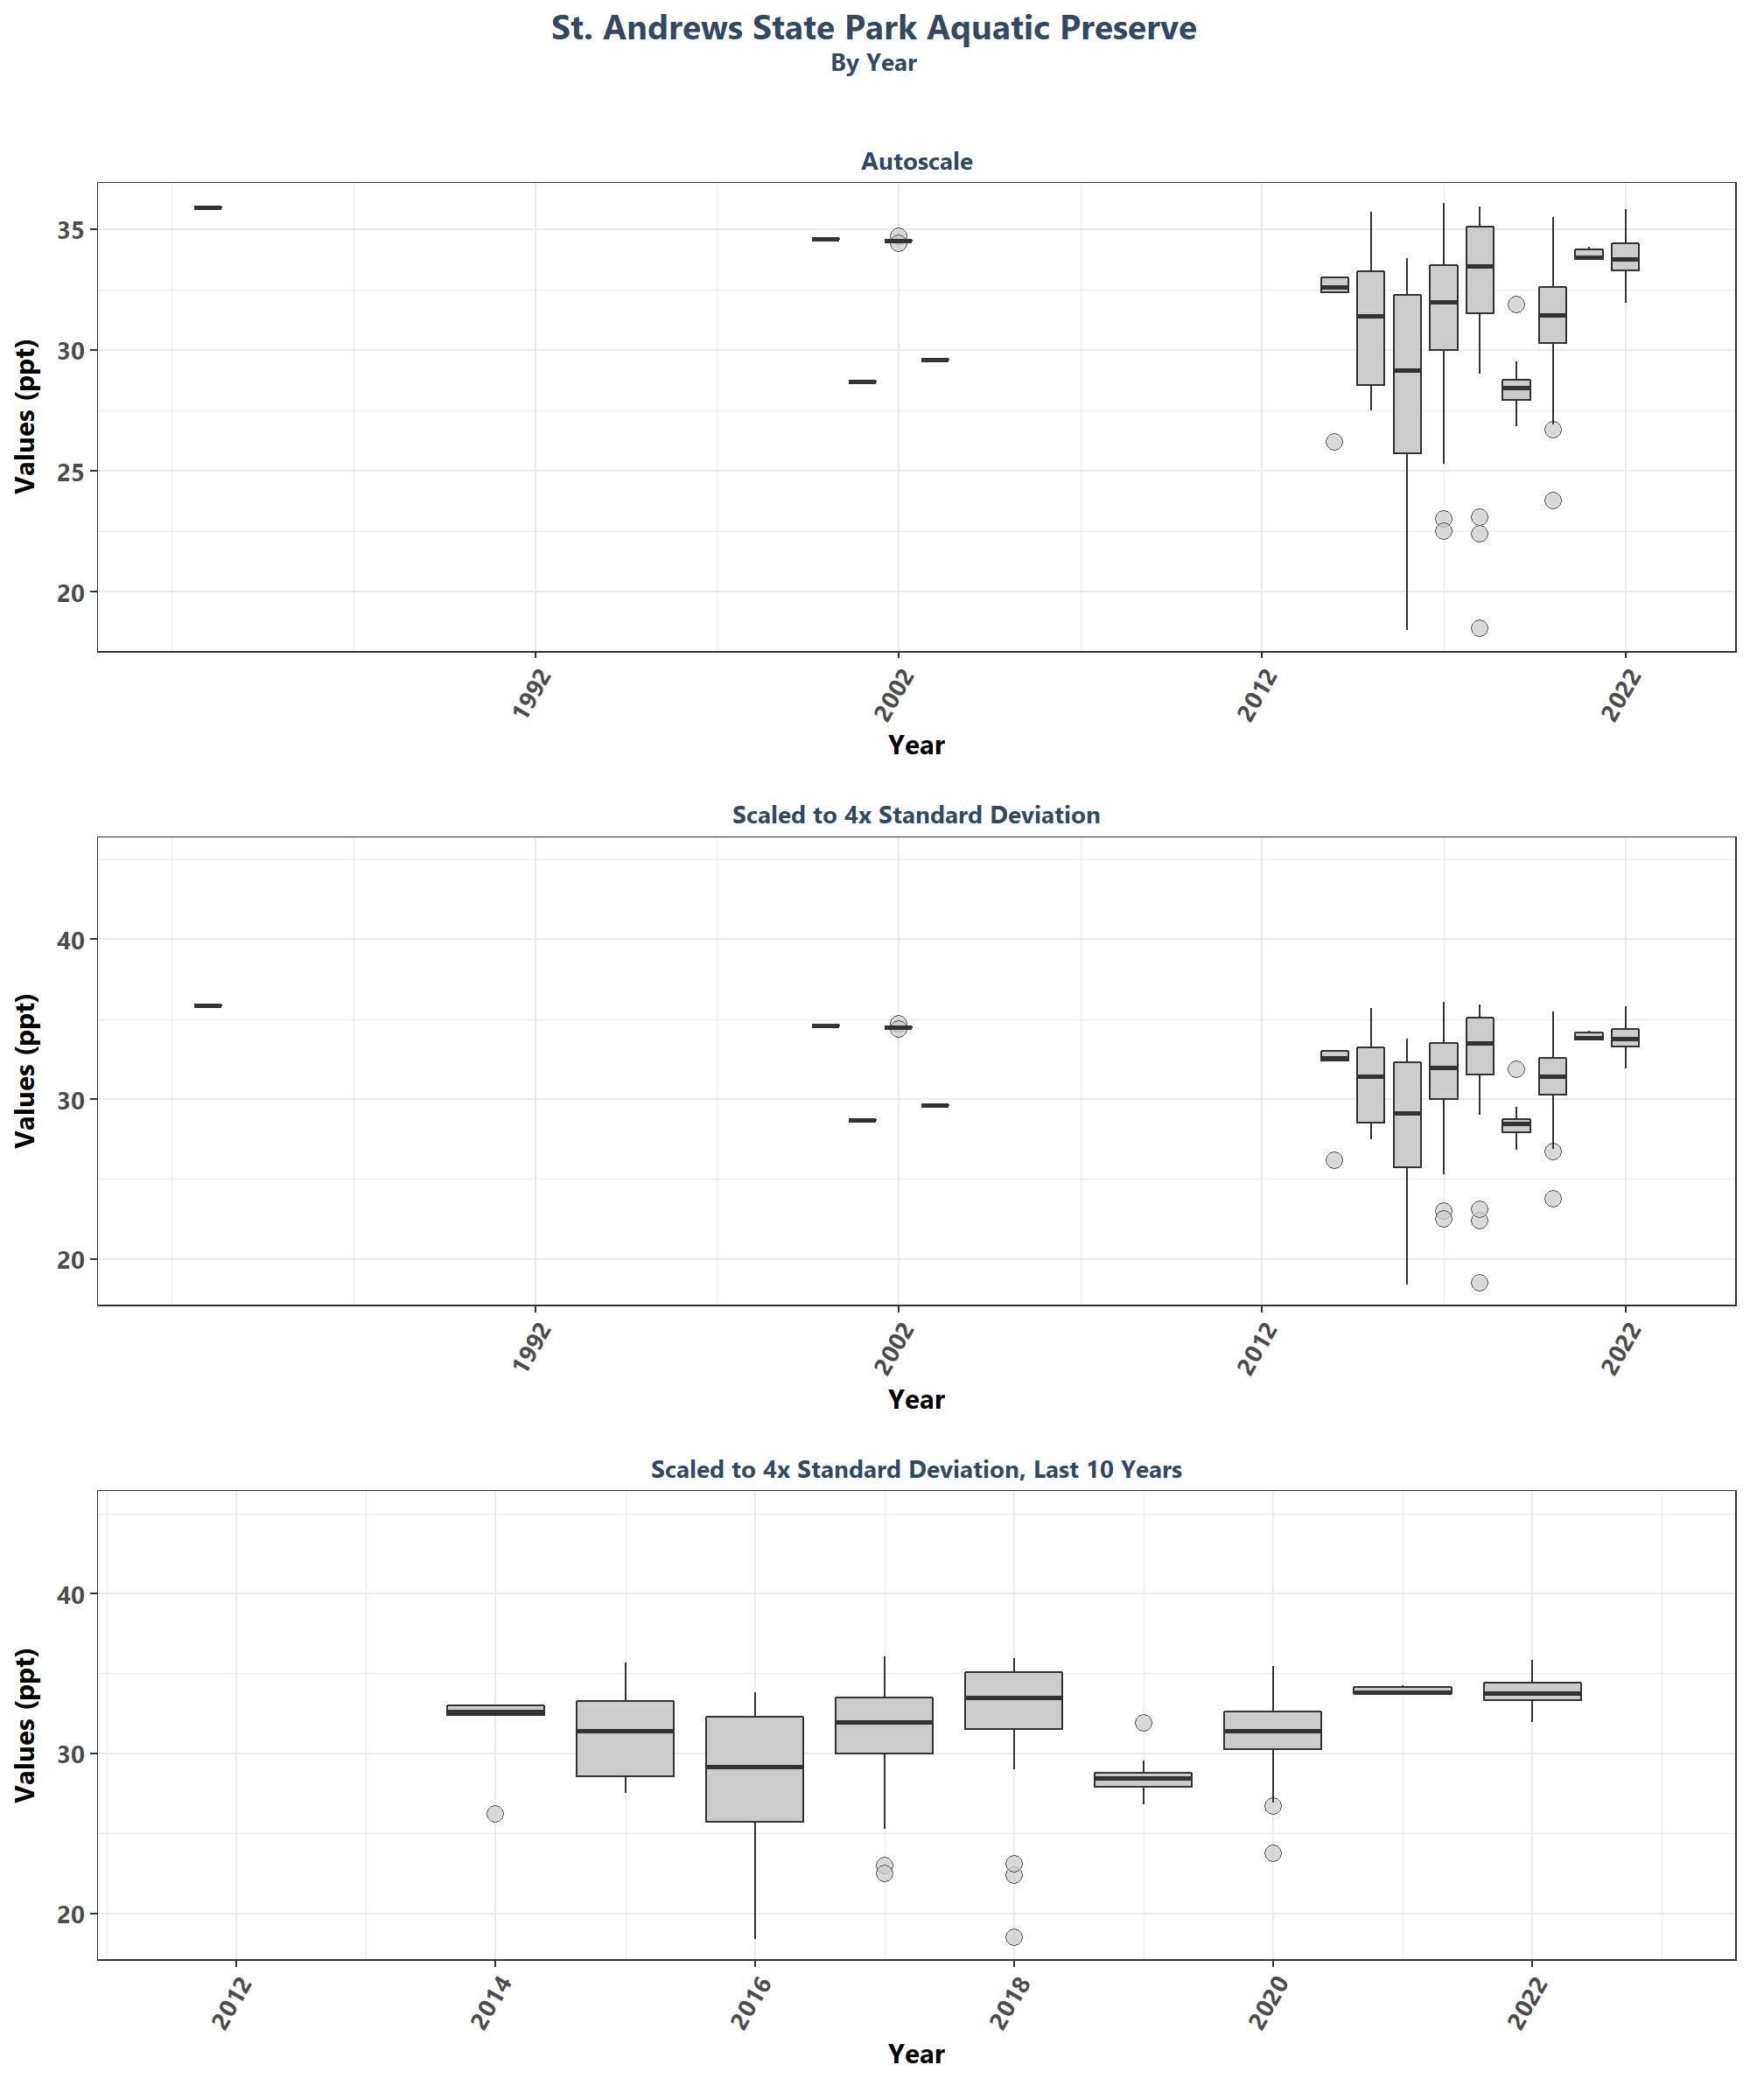 St. Andrews State Park Aquatic Preserve
By Year
Autoscale
Values (ppt)
35
30
25
20
1992
2002
2012
2022
Year
Scaled to 4x Standard Deviation
Values (ppt)
40
30
20
1992
2002
2012
2022
Year
Scaled to 4x Standard Deviation, Last 10 Years
Values (ppt)
40
30
20
2012
2014
2016
2018
2020
2022
Year